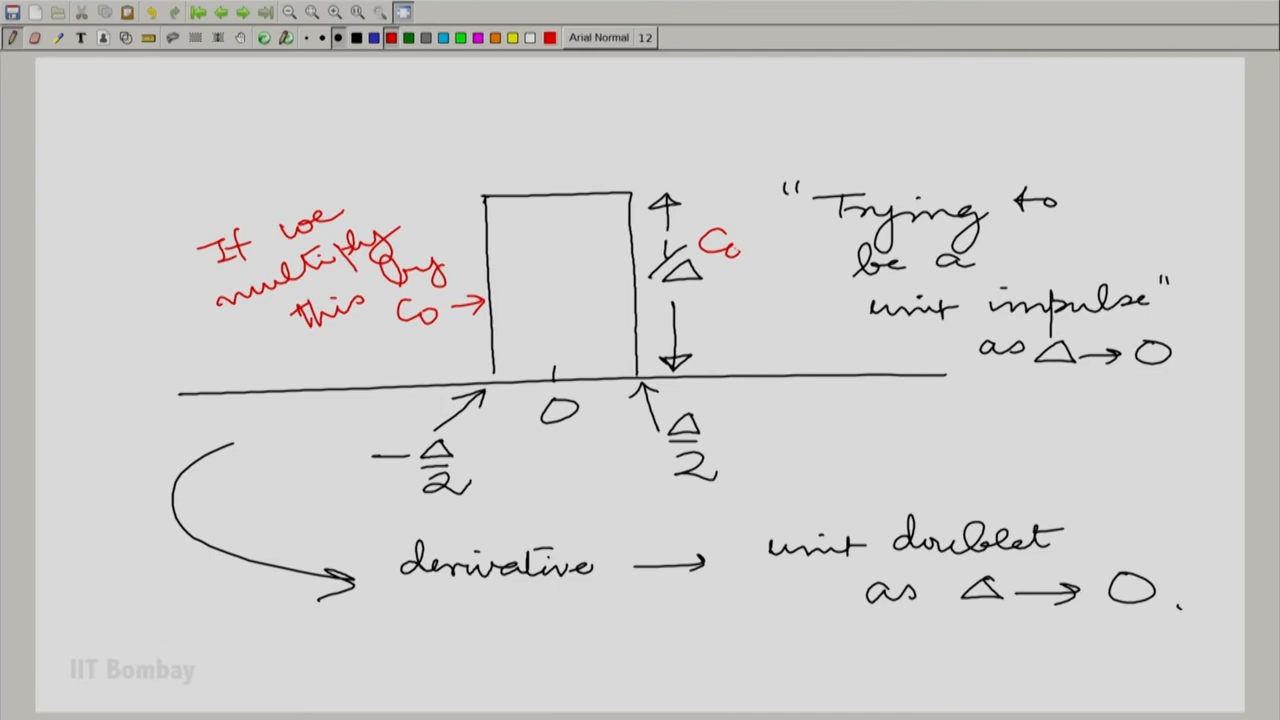 Arial Normal 12
If we
multiply by
this C₀ →
1/Δ C₀
"Trying to
be a
unit impulse"
as Δ → 0
-Δ/2
0
Δ/2
derivative → unit doublet
as Δ → 0.
IIT Bombay